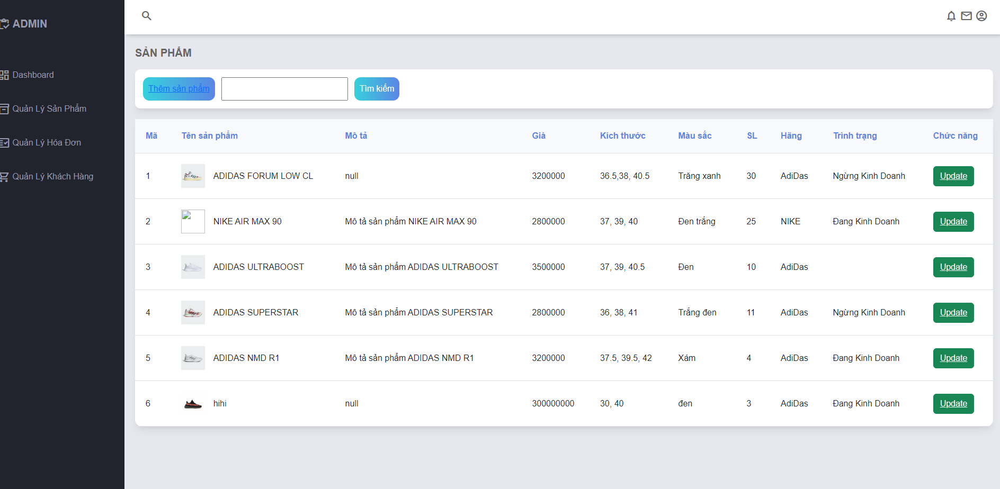 ADMIN
Dashboard
Quản Lý Sản Phẩm
Quản Lý Hóa Đơn
Quản Lý Khách Hàng
SẢN PHẨM
Thêm sản phẩm Tìm kiếm
Mã Tên sản phẩm Mô tả Giá Kích thước Màu sắc SL Hãng Trình trạng Chức năng
1 ADIDAS FORUM LOW CL null 3200000 36.5,38, 40.5 Trăng xanh 30 AdiDas Ngừng Kinh Doanh Update
2 NIKE AIR MAX 90 Mô tả sản phẩm NIKE AIR MAX 90 2800000 37, 39, 40 Đen trắng 25 NIKE Đang Kinh Doanh Update
3 ADIDAS ULTRABOOST Mô tả sản phẩm ADIDAS ULTRABOOST 3500000 37, 39, 40.5 Đen 10 AdiDas Update
4 ADIDAS SUPERSTAR Mô tả sản phẩm ADIDAS SUPERSTAR 2800000 36, 38, 41 Trắng đen 11 AdiDas Ngừng Kinh Doanh Update
5 ADIDAS NMD R1 Mô tả sản phẩm ADIDAS NMD R1 3200000 37.5, 39.5, 42 Xám 4 AdiDas Đang Kinh Doanh Update
6 hihi null 300000000 30, 40 đen 3 AdiDas Đang Kinh Doanh Update